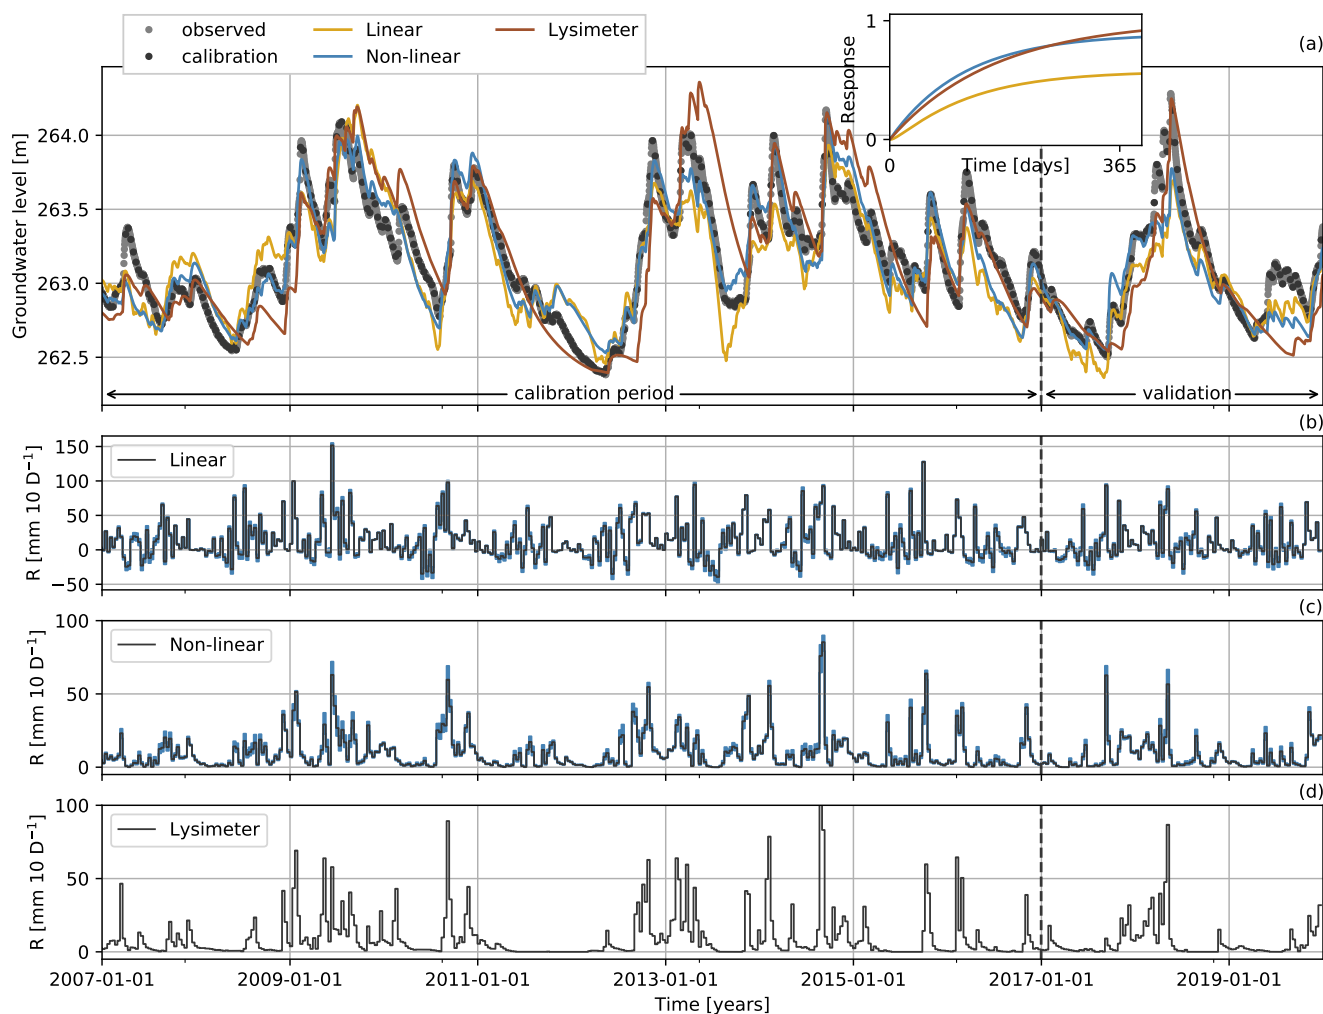 observed
calibration
Linear
Non-linear
Lysimeter
(a)
1
0
Response
0
Time [days]
365
Groundwater level [m]
264.0
263.5
263.0
262.5
calibration period
validation
(b)
R [mm 10 D⁻¹]
150
100
50
0
−50
Linear
(c)
R [mm 10 D⁻¹]
100
50
0
Non-linear
(d)
R [mm 10 D⁻¹]
100
50
0
Lysimeter
2007-01-01
2009-01-01
2011-01-01
2013-01-01
2015-01-01
2017-01-01
2019-01-01
Time [years]